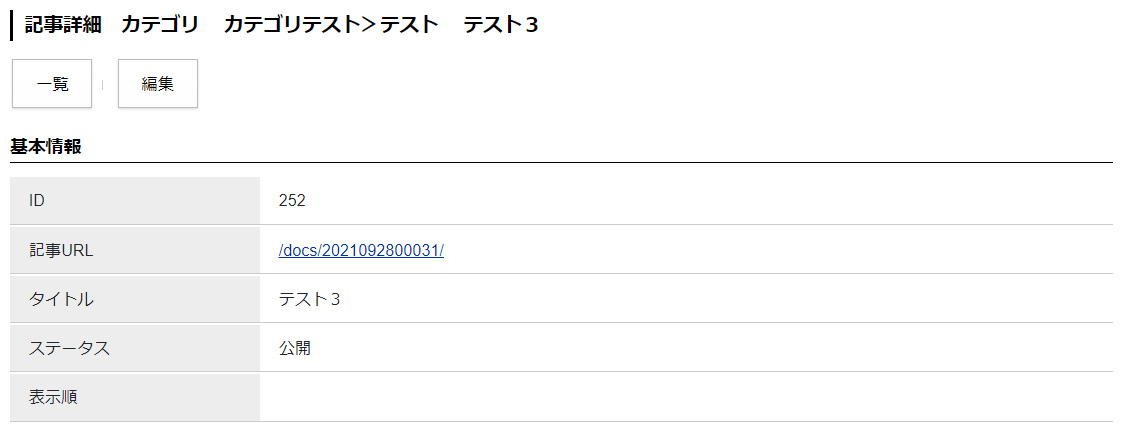 記事詳細　カテゴリ　カテゴリテスト＞テスト　テスト３
一覧 編集
基本情報
ID 252
記事URL /docs/2021092800031/
タイトル テスト３
ステータス 公開
表示順